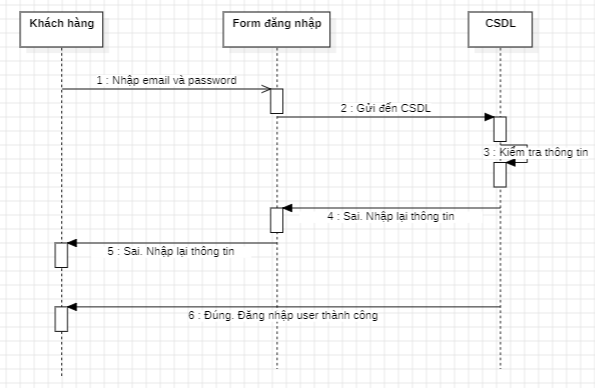 Khách hàng
Form đăng nhập
CSDL
1 : Nhập email và password
2 : Gửi đến CSDL
3 : Kiểm tra thông tin
4 : Sai. Nhập lại thông tin
5 : Sai. Nhập lại thông tin
6 : Đúng. Đăng nhập user thành công